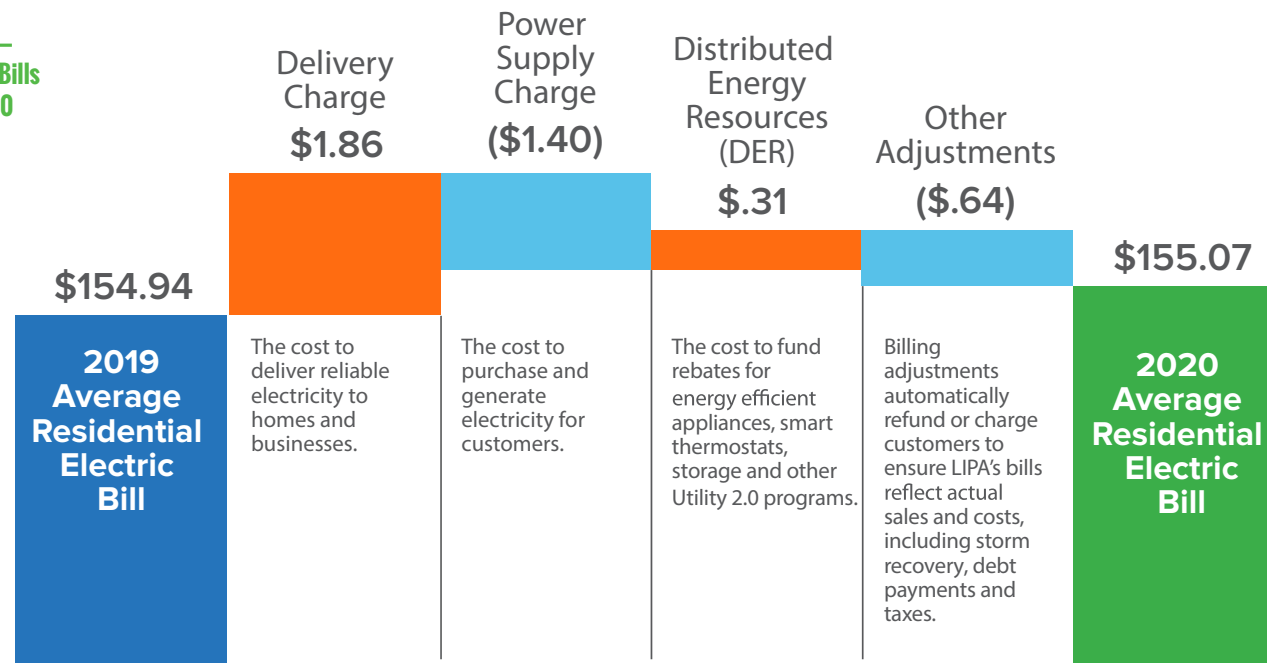 Bills
0
$154.94
2019
Average
Residential
Electric
Bill
Delivery
Charge
$1.86
The cost to
deliver reliable
electricity to
homes and
businesses.
Power
Supply
Charge
($1.40)
The cost to
purchase and
generate
electricity for
customers.
Distributed
Energy
Resources
(DER)
$.31
The cost to fund
rebates for
energy efficient
appliances, smart
thermostats,
storage and other
Utility 2.0 programs.
Other
Adjustments
($.64)
Billing
adjustments
automatically
refund or charge
customers to
ensure LIPA’s bills
reflect actual
sales and costs,
including storm
recovery, debt
payments and
taxes.
$155.07
2020
Average
Residential
Electric
Bill